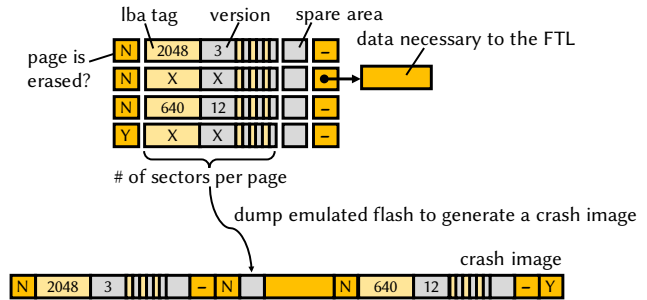 lba tag version spare area
data necessary to the FTL
page is
erased?
N 2048 3 –
N X X
N 640 12 –
Y X X –
# of sectors per page
dump emulated flash to generate a crash image
crash image
N 2048 3 – N N 640 12 – Y